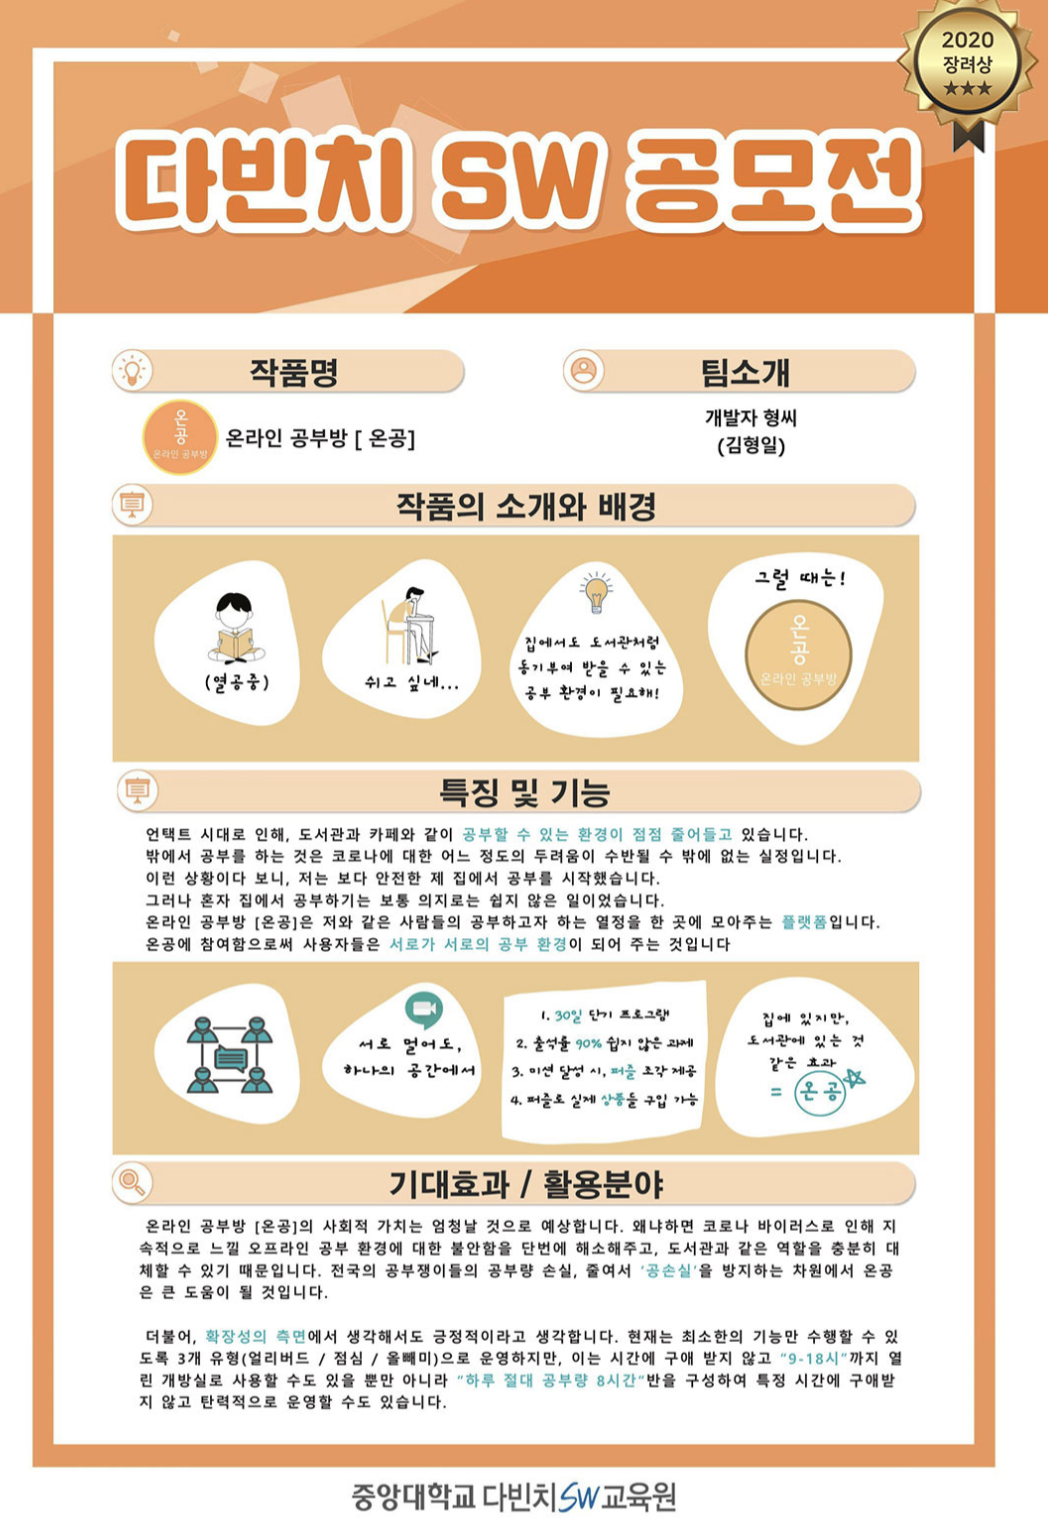 2020
장려상
★★★
다빈치 SW 공모전
작품명
온
공
온라인 공부방
온라인 공부방 [ 온공]
팀소개
개발자 형씨
(김형일)
작품의 소개와 배경
(열공중)
쉬고 싶네...
집에서도 도서관처럼
동기부여 받을 수 있는
공부 환경이 필요해!
그럴 때는!
온
공
온라인 공부방
특징 및 기능
언택트 시대로 인해, 도서관과 카페와 같이 공부할 수 있는 환경이 점점 줄어들고 있습니다.
밖에서 공부를 하는 것은 코로나에 대한 어느 정도의 두려움이 수반될 수 밖에 없는 실정입니다.
이런 상황이다 보니, 저는 보다 안전한 제 집에서 공부를 시작했습니다.
그러나 혼자 집에서 공부하기는 보통 의지로는 쉽지 않은 일이었습니다.
온라인 공부방 [온공]은 저와 같은 사람들의 공부하고자 하는 열정을 한 곳에 모아주는 플랫폼입니다.
온공에 참여함으로써 사용자들은 서로가 서로의 공부 환경이 되어 주는 것입니다
서로 멀어도,
하나의 공간에서
1. 30일 단기 프로그램
2. 출석률 90% 쉽지 않은 과제
3. 미션 달성 시, 퍼즐 조각 제공
4. 퍼즐로 실제 상품들 구입 가능
집에 있지만,
도서관에 있는 것
같은 효과
= 온공
기대효과 / 활용분야
온라인 공부방 [온공]의 사회적 가치는 엄청날 것으로 예상합니다. 왜냐하면 코로나 바이러스로 인해 지
속적으로 느낄 오프라인 공부 환경에 대한 불안함을 단번에 해소해주고, 도서관과 같은 역할을 충분히 대
체할 수 있기 때문입니다. 전국의 공부쟁이들의 공부량 손실, 줄여서 '공손실'을 방지하는 차원에서 온공
은 큰 도움이 될 것입니다.
더불어, 확장성의 측면에서 생각해서도 긍정적이라고 생각합니다. 현재는 최소한의 기능만 수행할 수 있
도록 3개 유형(얼리버드 / 점심 / 올빼미)으로 운영하지만, 이는 시간에 구애 받지 않고 "9-18시"까지 열
린 개방실로 사용할 수도 있을 뿐만 아니라 "하루 절대 공부량 8시간"반을 구성하여 특정 시간에 구애받
지 않고 탄력적으로 운영할 수도 있습니다.
중앙대학교 다빈치SW교육원